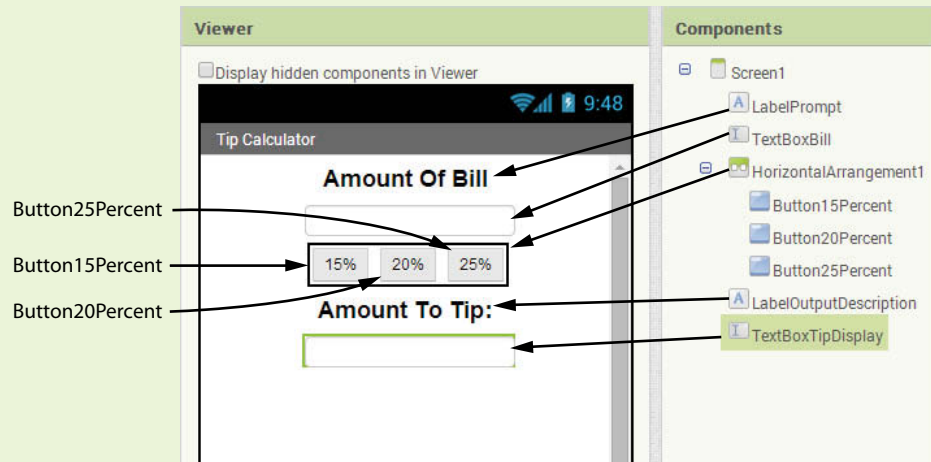 Viewer
Display hidden components in Viewer
9:48
Tip Calculator
Amount Of Bill
15% 20% 25%
Amount To Tip:
Button25Percent
Button15Percent
Button20Percent
Components
Screen1
LabelPrompt
TextBoxBill
HorizontalArrangement1
Button15Percent
Button20Percent
Button25Percent
LabelOutputDescription
TextBoxTipDisplay